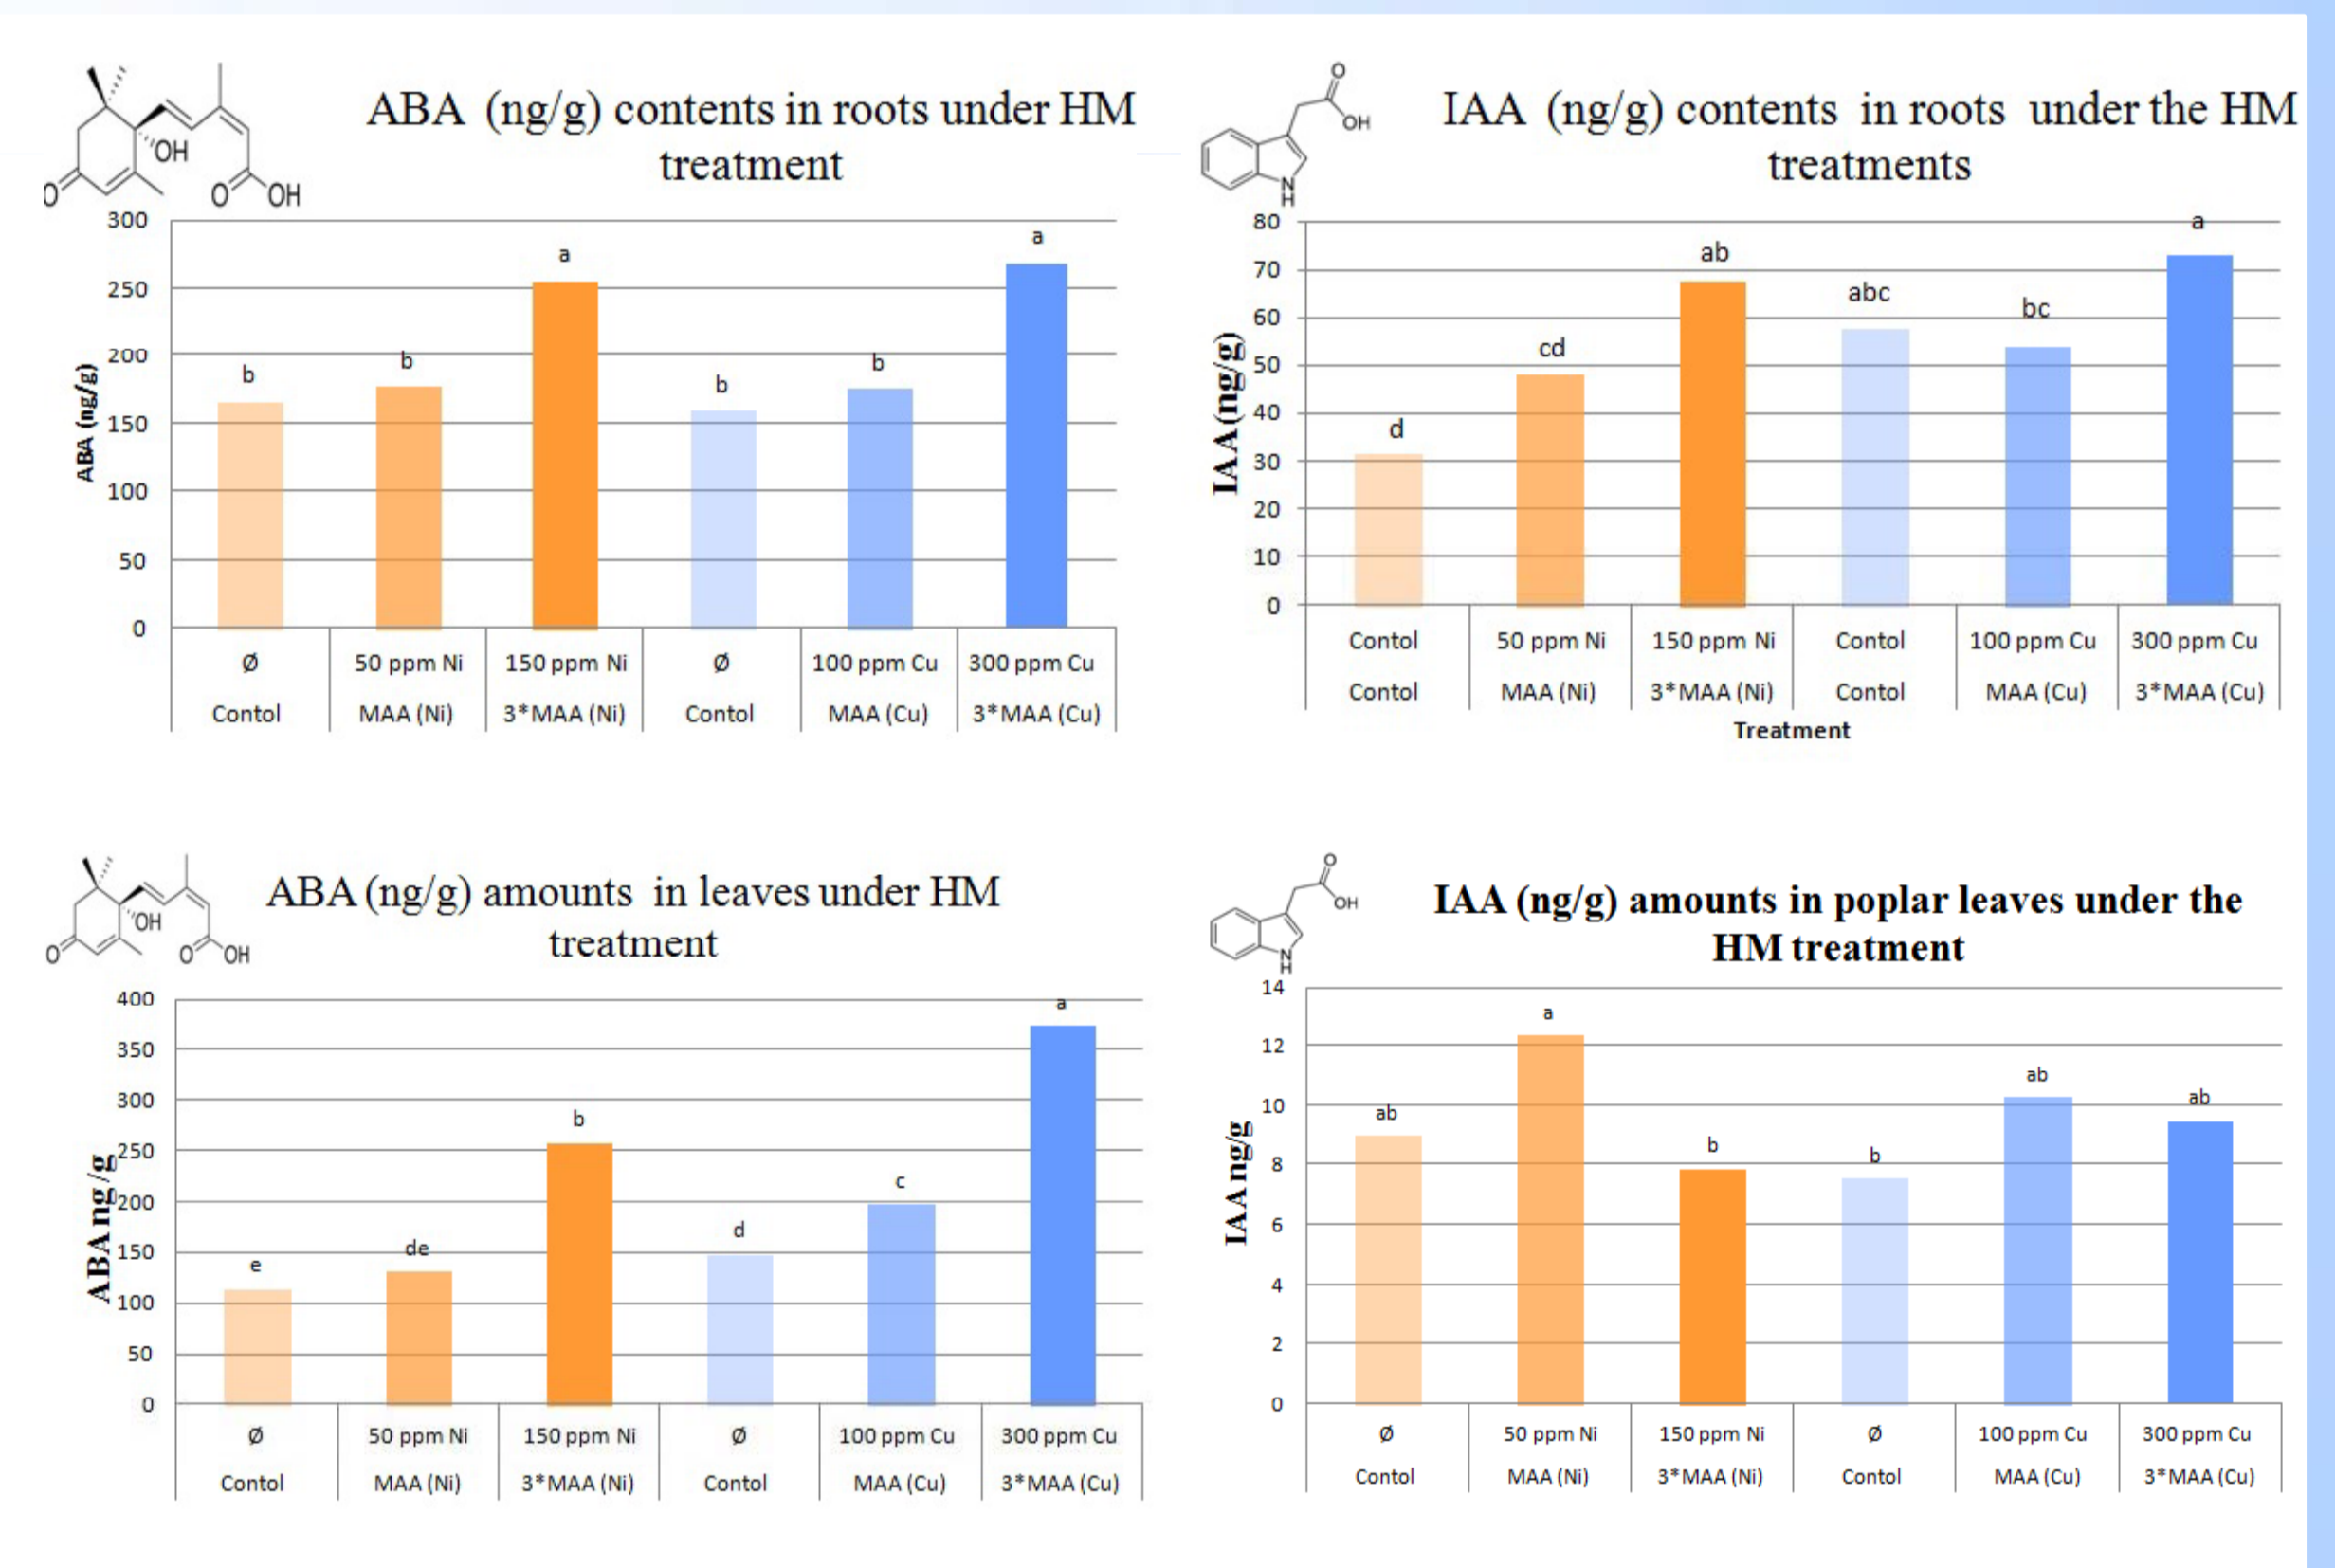 ABA (ng/g) contents in roots under HM
treatment
OH
O
O
OH
300
250
200
150
100
50
0
ABA (ng/g)
b
b
a
b
b
a
Ø
50 ppm Ni
150 ppm Ni
Ø
100 ppm Cu
300 ppm Cu
Contol
MAA (Ni)
3*MAA (Ni)
Contol
MAA (Cu)
3*MAA (Cu)
IAA (ng/g) contents in roots under the HM
treatments
O
OH
N
H
80
70
60
50
40
30
20
10
0
IAA(ng/g)
d
cd
ab
abc
bc
a
Contol
50 ppm Ni
150 ppm Ni
Contol
100 ppm Cu
300 ppm Cu
Contol
MAA (Ni)
3*MAA (Ni)
Contol
MAA (Cu)
3*MAA (Cu)
Treatment
ABA (ng/g) amounts in leaves under HM
treatment
OH
O
O
OH
400
350
300
250
200
150
100
50
0
ABA ng/g
e
de
b
d
c
a
Ø
50 ppm Ni
150 ppm Ni
Ø
100 ppm Cu
300 ppm Cu
Contol
MAA (Ni)
3*MAA (Ni)
Contol
MAA (Cu)
3*MAA (Cu)
IAA (ng/g) amounts in poplar leaves under the
HM treatment
O
OH
N
H
14
12
10
8
6
4
2
0
IAA ng/g
ab
a
b
b
ab
ab
Ø
50 ppm Ni
150 ppm Ni
Ø
100 ppm Cu
300 ppm Cu
Contol
MAA (Ni)
3*MAA (Ni)
Contol
MAA (Cu)
3*MAA (Cu)